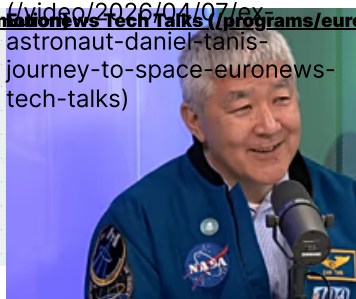 (/video/2026/04/07/ex-
Euronews Tech Talks (/programs/euro
astronaut-daniel-tanis-
journey-to-space-euronews-
tech-talks)
NASA